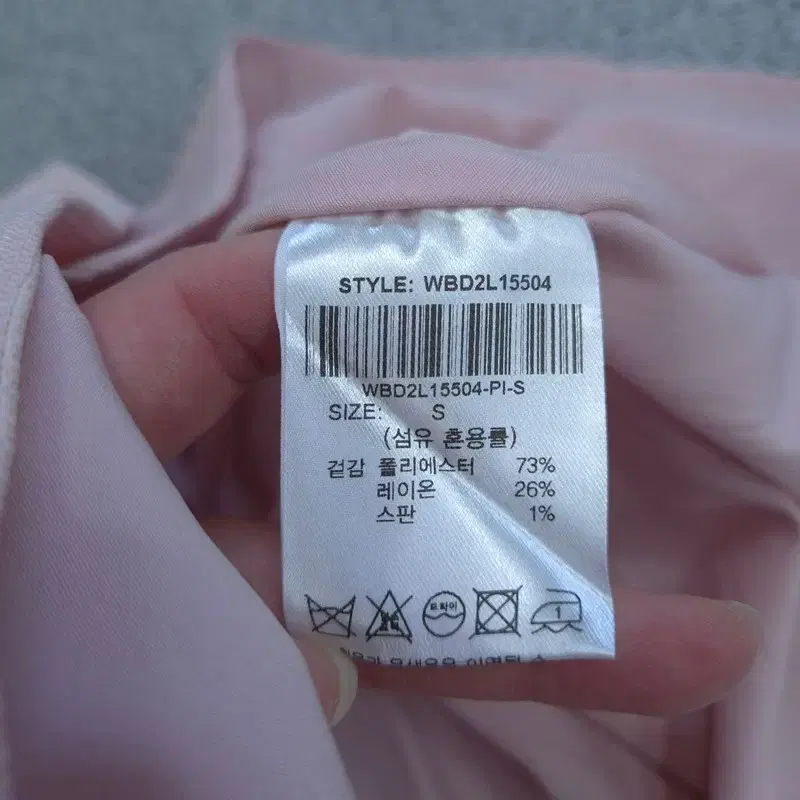 STYLE: WBD2L15504
WBD2L15504-PI-S
SIZE: S
(섬유 혼용률)
겉감 폴리에스터 73%
레이온 26%
스판 1%
드라이
1